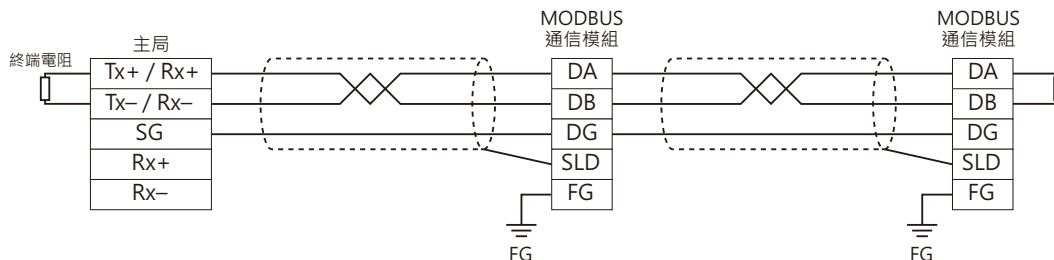 終端電阻
主局
Tx+ / Rx+
Tx− / Rx−
SG
Rx+
Rx−
MODBUS
通信模組
DA
DB
DG
SLD
FG
FG
MODBUS
通信模組
DA
DB
DG
SLD
FG
FG